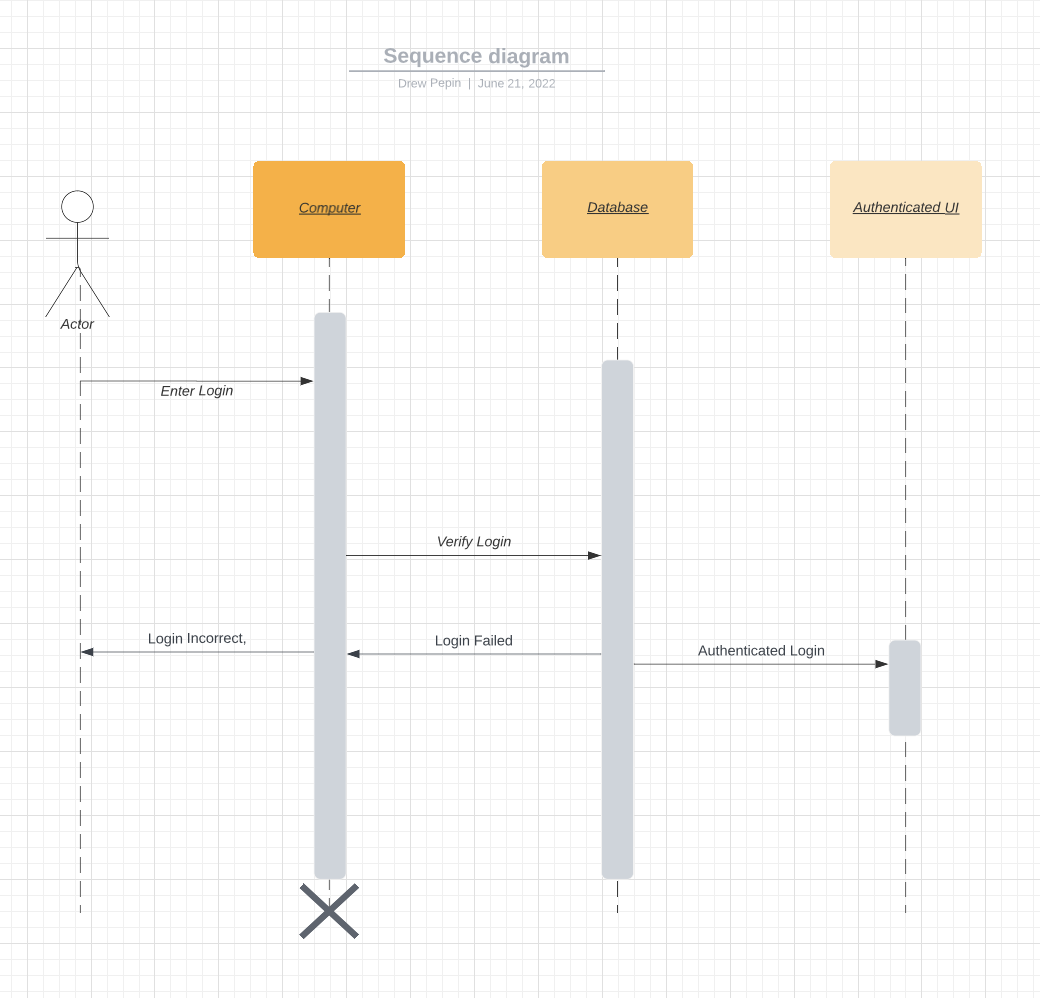 Sequence diagram
Drew Pepin | June 21, 2022
Computer
Database
Authenticated UI
Actor
Enter Login
Verify Login
Login Incorrect,
Login Failed
Authenticated Login